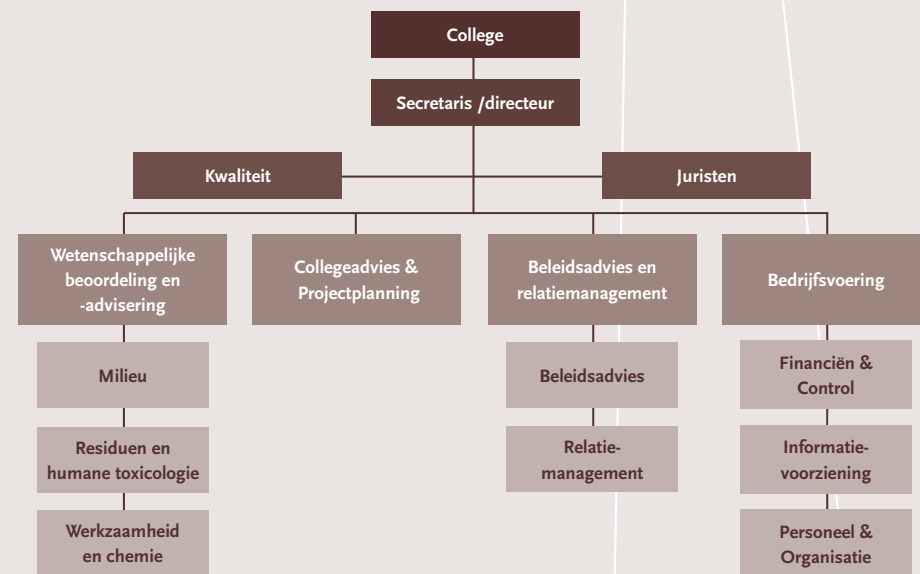 College
Secretaris /directeur
Kwaliteit
Juristen
Wetenschappelijke
beoordeling en
-advisering
Collegeadvies &
Projectplanning
Beleidsadvies en
relatiemanagement
Bedrijfsvoering
Milieu
Residuen en
humane toxicologie
Werkzaamheid
en chemie
Beleidsadvies
Relatie-
management
Financiën &
Control
Informatie-
voorziening
Personeel &
Organisatie